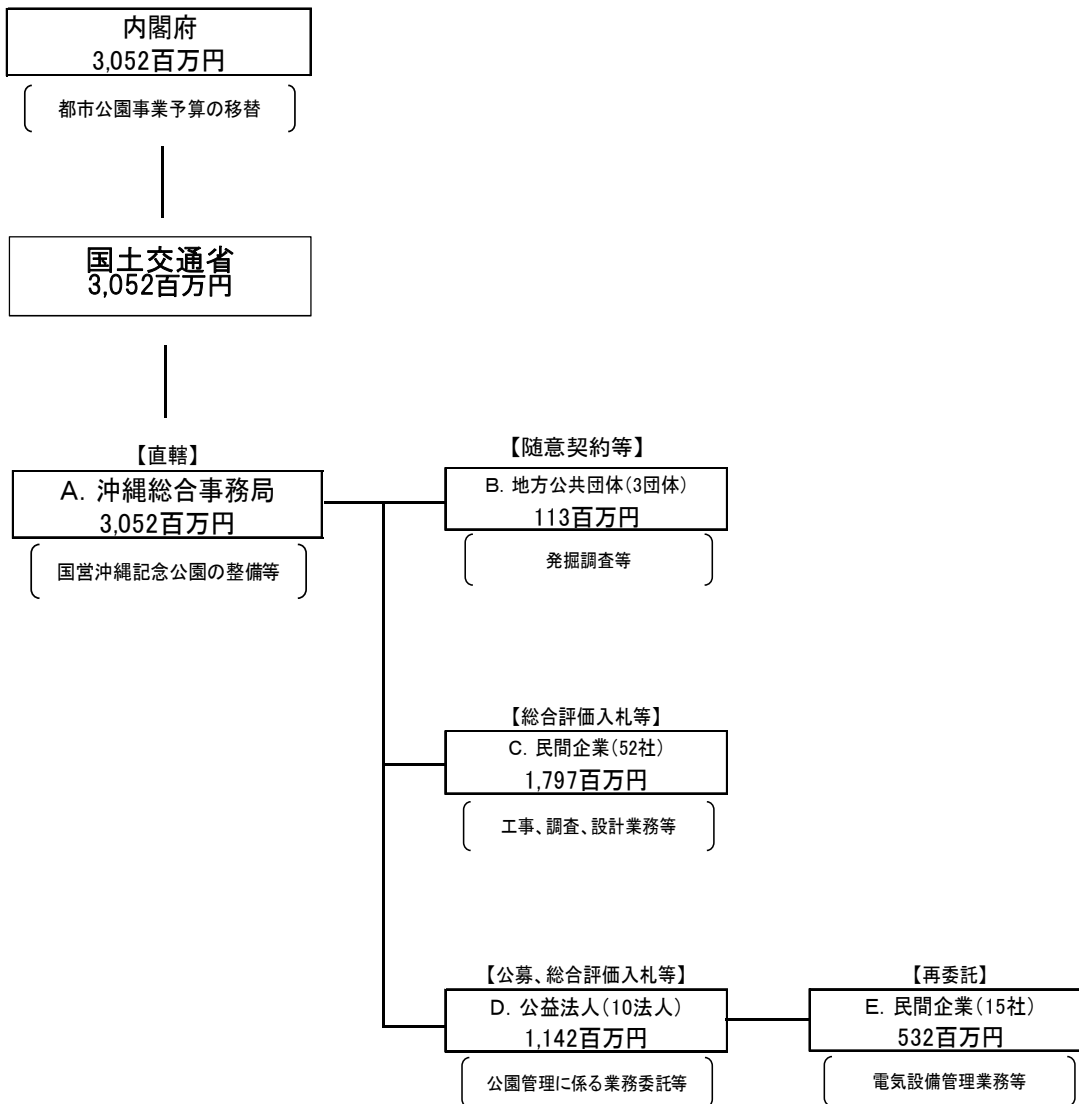 内閣府
3,052百万円
都市公園事業予算の移替
国土交通省
3,052百万円
【直轄】
A. 沖縄総合事務局
3,052百万円
国営沖縄記念公園の整備等
【随意契約等】
B. 地方公共団体(3団体)
113百万円
発掘調査等
【総合評価入札等】
C. 民間企業(52社)
1,797百万円
工事、調査、設計業務等
【公募、総合評価入札等】
D. 公益法人(10法人)
1,142百万円
公園管理に係る業務委託等
【再委託】
E. 民間企業(15社)
532百万円
電気設備管理業務等